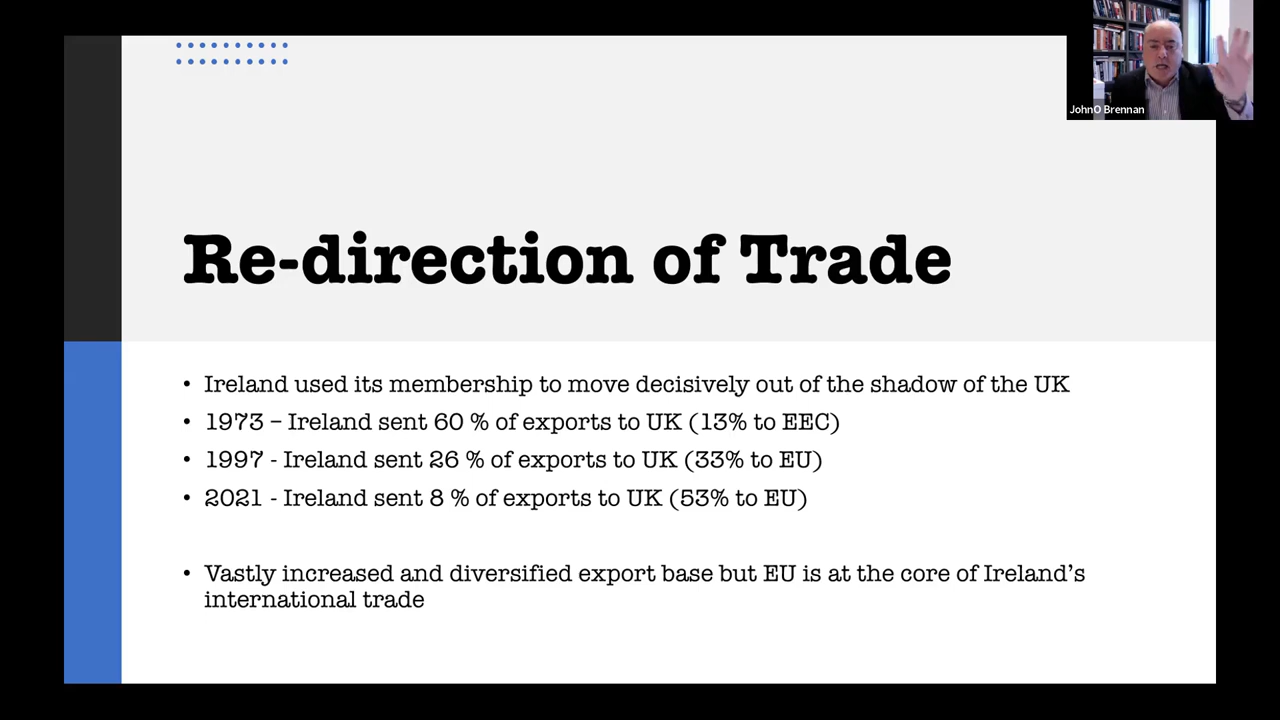 JohnO Brennan
Re-direction of Trade
• Ireland used its membership to move decisively out of the shadow of the UK
• 1973 – Ireland sent 60 % of exports to UK (13% to EEC)
• 1997 - Ireland sent 26 % of exports to UK (33% to EU)
• 2021 - Ireland sent 8 % of exports to UK (53% to EU)
• Vastly increased and diversified export base but EU is at the core of Ireland’s
international trade